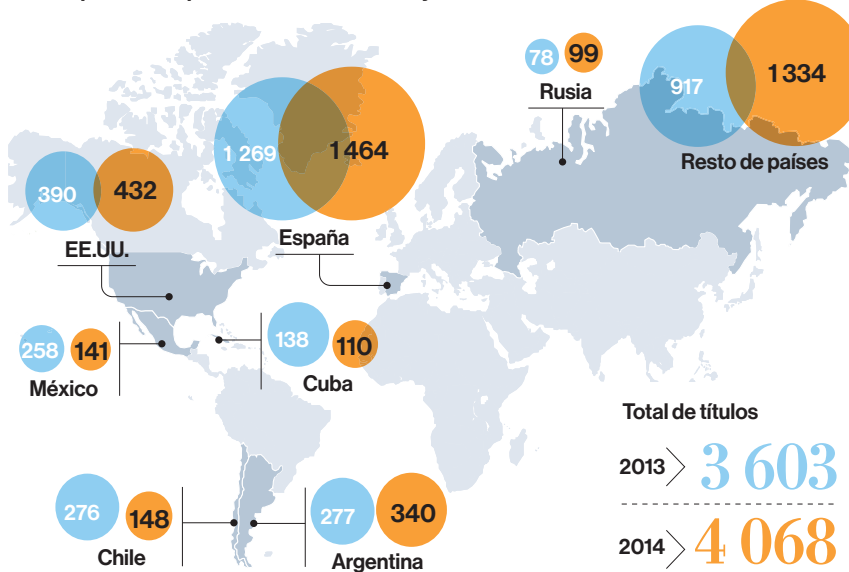 78
99
Rusia
917
1 334
Resto de países
1 269
1 464
España
390
432
EE.UU.
258
141
México
138
110
Cuba
276
148
Chile
277
340
Argentina
Total de títulos
2013
3 603
2014
4 068